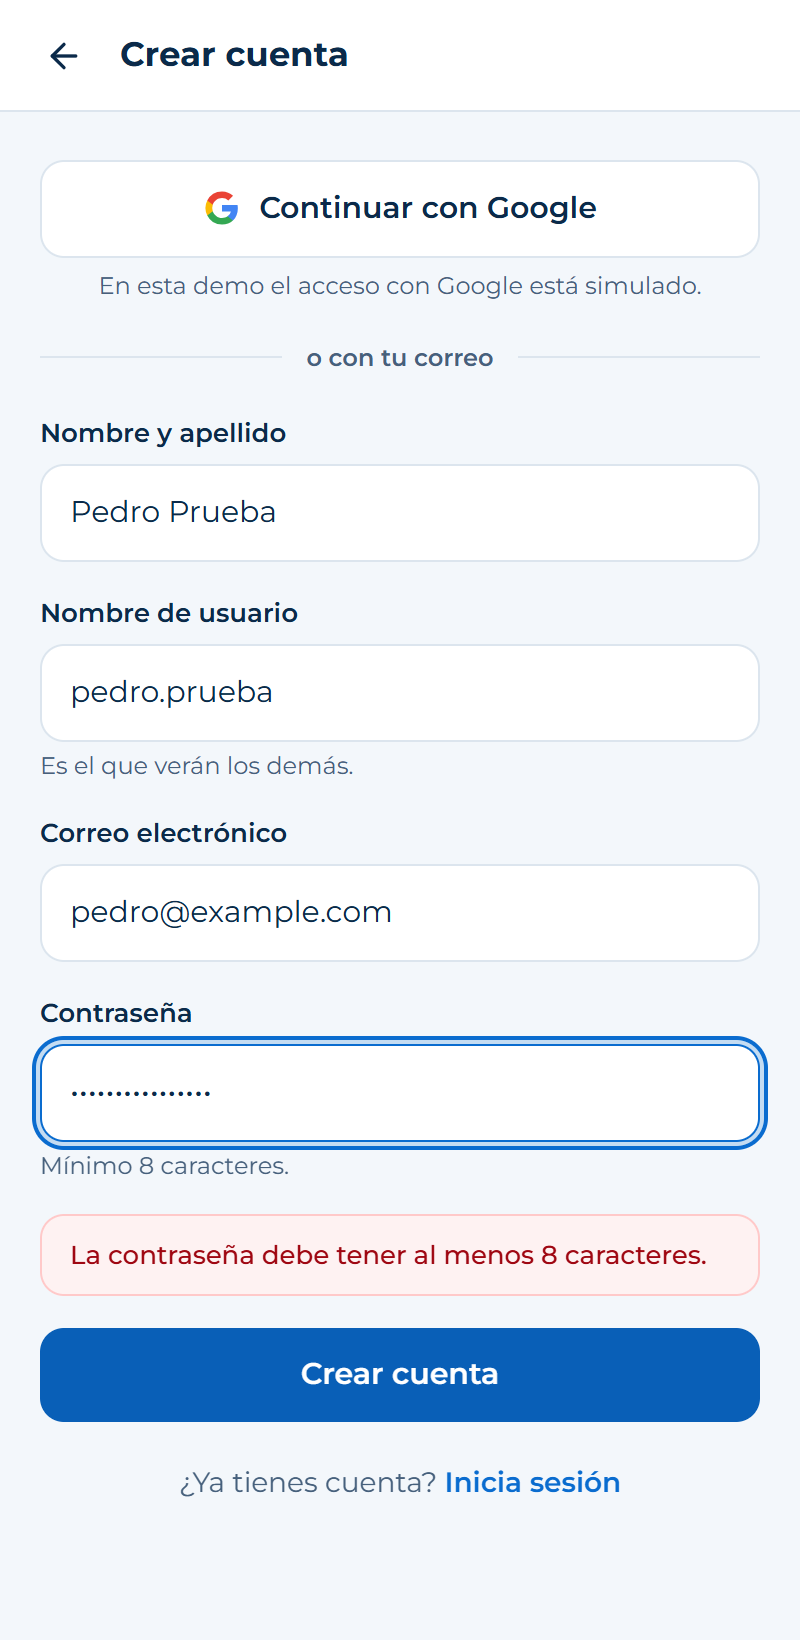 Crear cuenta
Continuar con Google
En esta demo el acceso con Google está simulado.
o con tu correo
Nombre y apellido
Pedro Prueba
Nombre de usuario
pedro.prueba
Es el que verán los demás.
Correo electrónico
pedro@example.com
Contraseña
••••••••••••••••
Mínimo 8 caracteres.
La contraseña debe tener al menos 8 caracteres.
Crear cuenta
¿Ya tienes cuenta? Inicia sesión